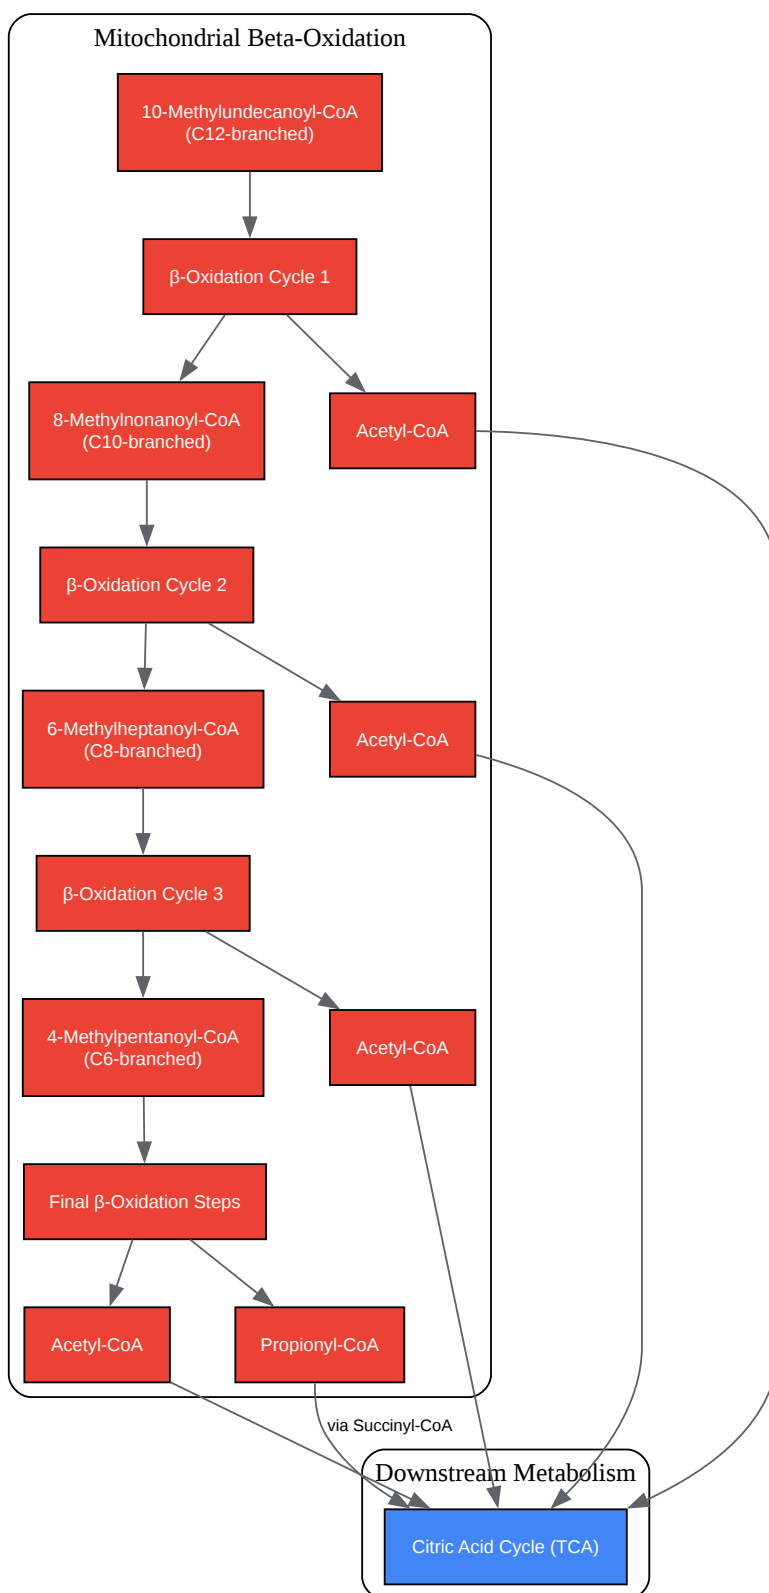 Mitochondrial Beta-Oxidation
10-Methylundecanoyl-CoA
(C12-branched)
β-Oxidation Cycle 1
8-Methylnonanoyl-CoA
(C10-branched)
Acetyl-CoA
β-Oxidation Cycle 2
6-Methylheptanoyl-CoA
(C8-branched)
Acetyl-CoA
β-Oxidation Cycle 3
4-Methylpentanoyl-CoA
(C6-branched)
Acetyl-CoA
Final β-Oxidation Steps
Acetyl-CoA
Propionyl-CoA
via Succinyl-CoA
Downstream Metabolism
Citric Acid Cycle (TCA)